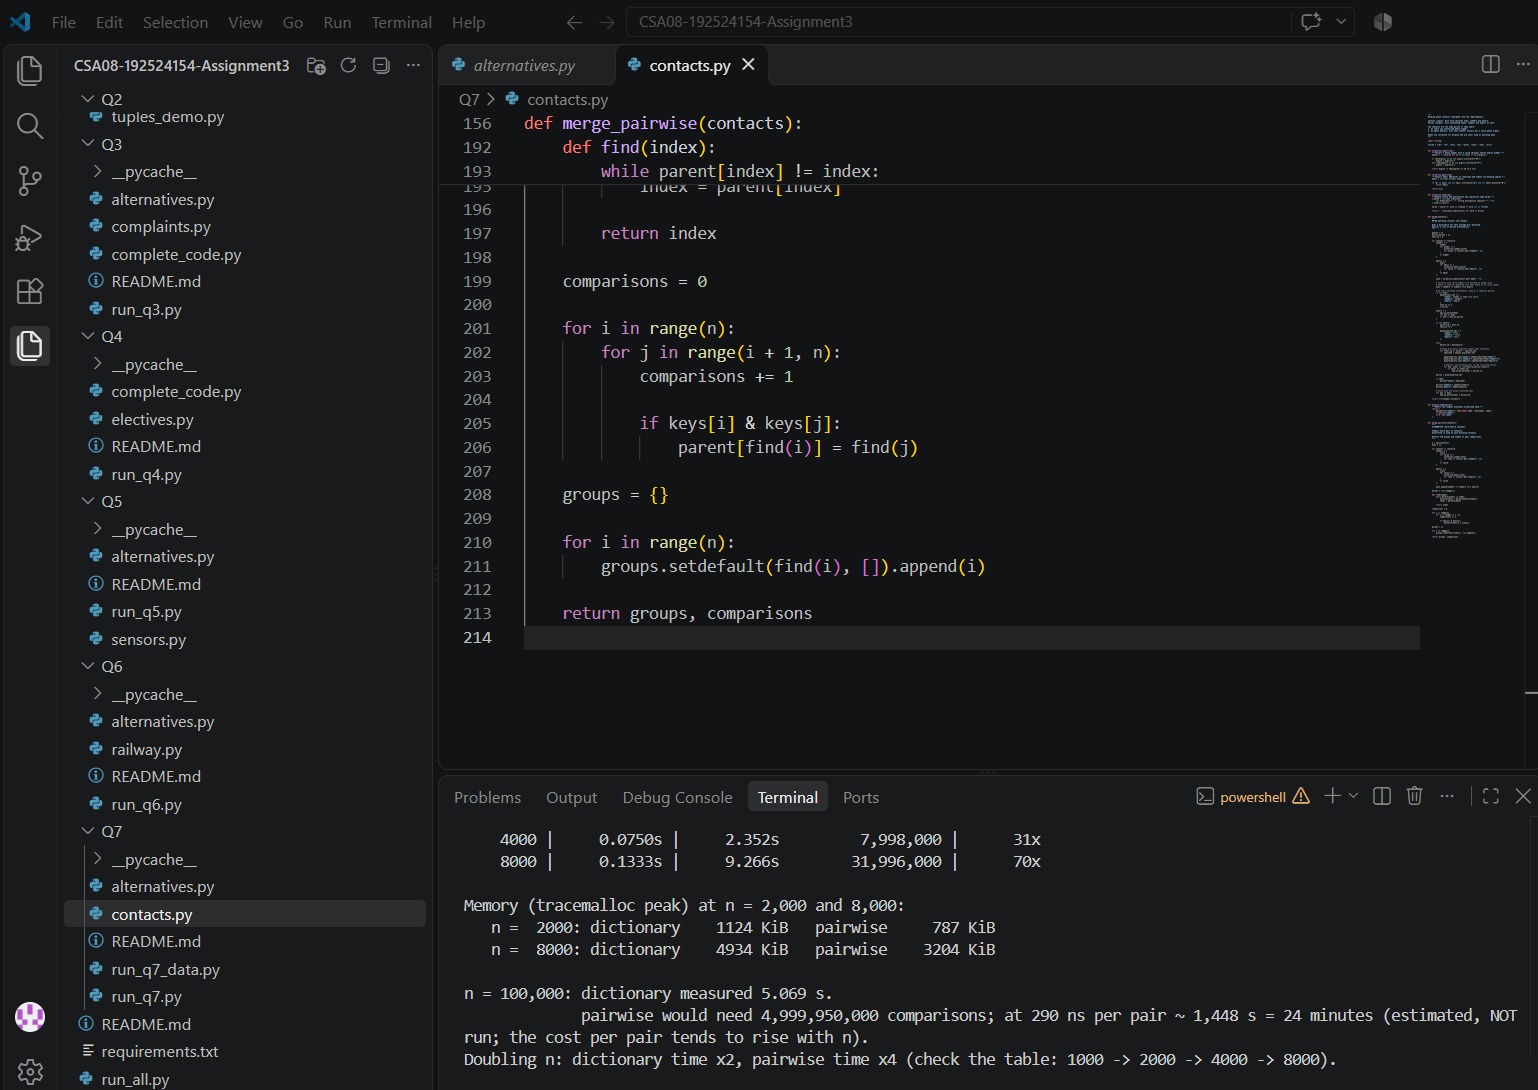 File Edit Selection View Go Run Terminal Help
CSA08-192524154-Assignment3
CSA08-192524154-Assignment3
Q2
tuples_demo.py
Q3
__pycache__
alternatives.py
complaints.py
complete_code.py
README.md
run_q3.py
Q4
__pycache__
complete_code.py
electives.py
README.md
run_q4.py
Q5
__pycache__
alternatives.py
README.md
run_q5.py
sensors.py
Q6
__pycache__
alternatives.py
railway.py
README.md
run_q6.py
Q7
__pycache__
alternatives.py
contacts.py
README.md
run_q7_data.py
run_q7.py
README.md
requirements.txt
run_all.py
alternatives.py
contacts.py
Q7 > contacts.py
156 def merge_pairwise(contacts):
192 def find(index):
193 while parent[index] != index:
195 index = parent[index]
196
197 return index
198
199 comparisons = 0
200
201 for i in range(n):
202 for j in range(i + 1, n):
203 comparisons += 1
204
205 if keys[i] & keys[j]:
206 parent[find(i)] = find(j)
207
208 groups = {}
209
210 for i in range(n):
211 groups.setdefault(find(i), []).append(i)
212
213 return groups, comparisons
214
Problems Output Debug Console Terminal Ports
powershell
4000 | 0.0750s | 2.352s 7,998,000 | 31x
8000 | 0.1333s | 9.266s 31,996,000 | 70x
Memory (tracemalloc peak) at n = 2,000 and 8,000:
n = 2000: dictionary 1124 KiB pairwise 787 KiB
n = 8000: dictionary 4934 KiB pairwise 3204 KiB
n = 100,000: dictionary measured 5.069 s.
pairwise would need 4,999,950,000 comparisons; at 290 ns per pair ~ 1,448 s = 24 minutes (estimated, NOT
run; the cost per pair tends to rise with n).
Doubling n: dictionary time x2, pairwise time x4 (check the table: 1000 -> 2000 -> 4000 -> 8000).